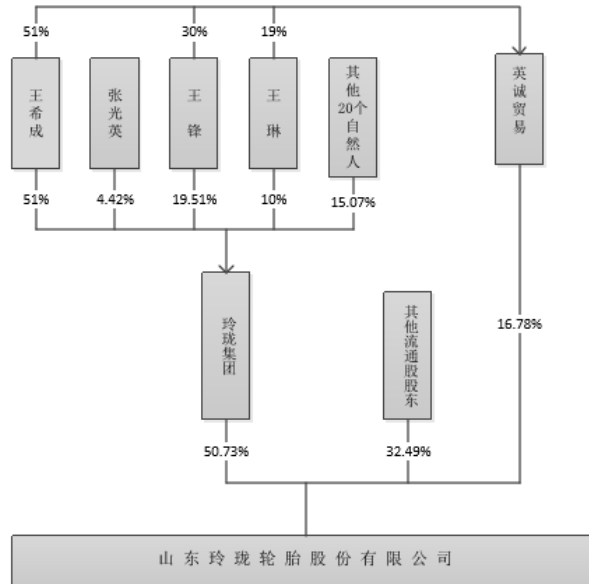 51%
30%
19%
王希成
张光英
王锋
王琳
其他
20个
自然人
英诚贸易
51%
4.42%
19.51%
10%
15.07%
玲珑集团
其他流通股股东
16.78%
50.73%
32.49%
山东玲珑轮胎股份有限公司